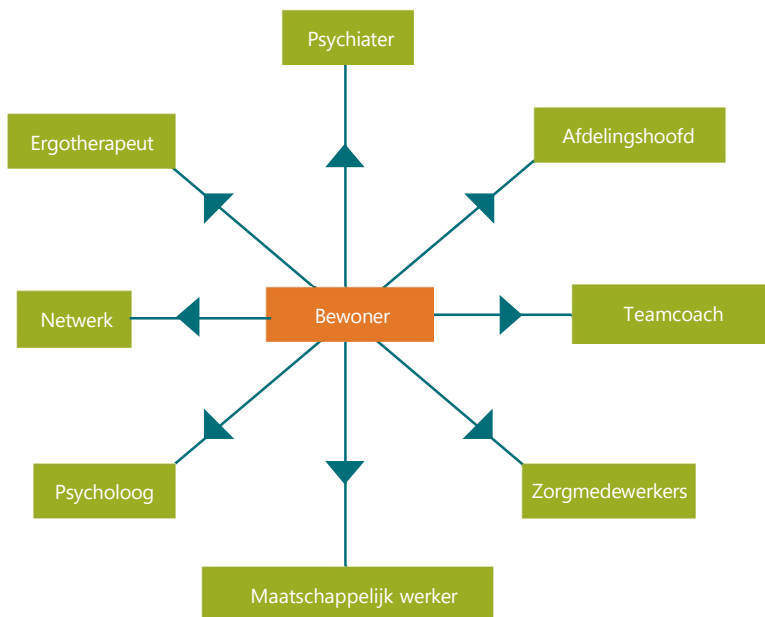 Psychiater
Ergotherapeut
Afdelingshoofd
Netwerk
Bewoner
Teamcoach
Psycholoog
Zorgmedewerkers
Maatschappelijk werker